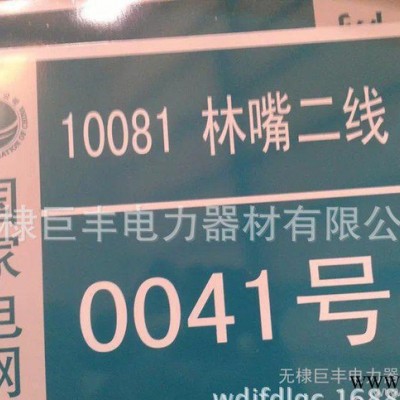 10081 林嘴二线
国家电网
棣巨丰电力器材有限公
0041号
无棣巨丰电力器
wdjfdlqc.1688
www